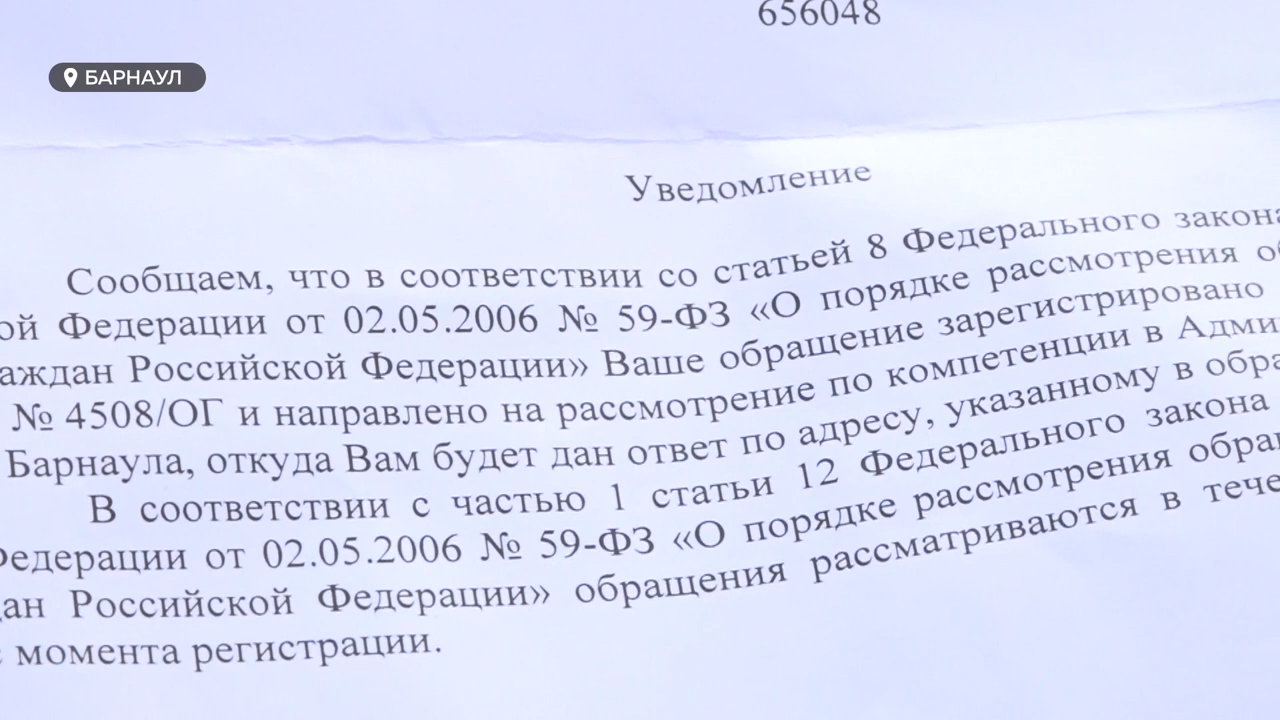 656048
БАРНАУЛ
Уведомление
Сообщаем, что в соответствии со статьей 8 Федерального закона
ой Федерации от 02.05.2006 № 59-ФЗ «О порядке рассмотрения об
аждан Российской Федерации» Ваше обращение зарегистрировано
№ 4508/ОГ и направлено на рассмотрение по компетенции в Адми
Барнаула, откуда Вам будет дан ответ по адресу, указанному в обра
В соответствии с частью 1 статьи 12 Федерального закона
Федерации от 02.05.2006 № 59-ФЗ «О порядке рассмотрения обра
дан Российской Федерации» обращения рассматриваются в тече
с момента регистрации.